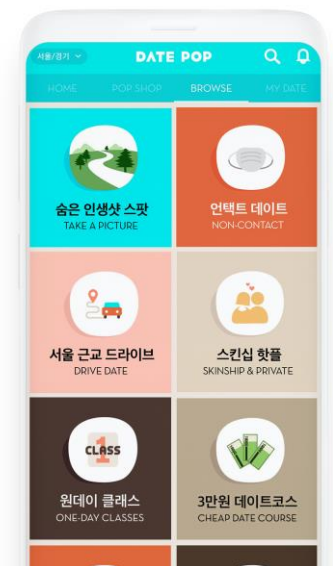 서울/경기
DATE POP
HOME POP SHOP BROWSE MY DATE
숨은 인생샷 스팟
TAKE A PICTURE
언택트 데이트
NON-CONTACT
서울 근교 드라이브
DRIVE DATE
스킨십 핫플
SKINSHIP & PRIVATE
1
CLASS
원데이 클래스
ONE-DAY CLASSES
3만원 데이트코스
CHEAP DATE COURSE